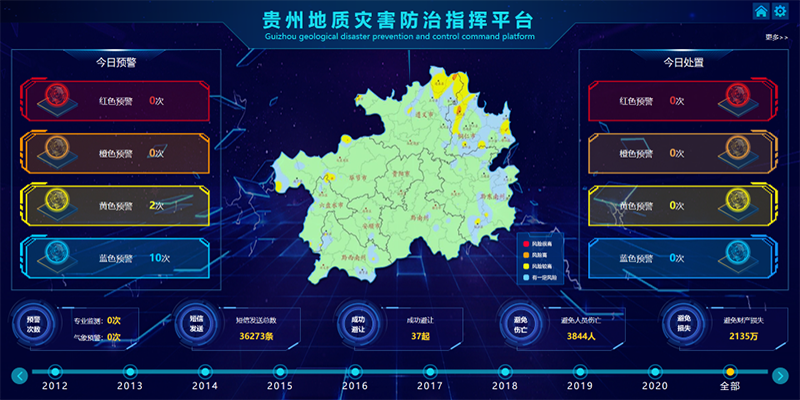 贵州地质灾害防治指挥平台
Guizhou geological disaster prevention and control command platform
更多>>
今日预警
红色预警 0次
橙色预警 0次
黄色预警 2次
蓝色预警 10次
遵义市
铜仁市
毕节市
贵阳市
六盘水市
安顺市
黔南州
黔东南州
黔西南州
风险很高
风险高
风险较高
有一定风险
今日处置
红色预警 0次
橙色预警 0次
黄色预警 0次
蓝色预警 0次
预警次数
专业监测: 0次
气象预警: 0次
短信发送
短信发送总数
36273条
成功避让
成功避让
37起
避免伤亡
避免人员伤亡
3844人
避免损失
避免财产损失
2135万
2012 2013 2014 2015 2016 2017 2018 2019 2020 全部